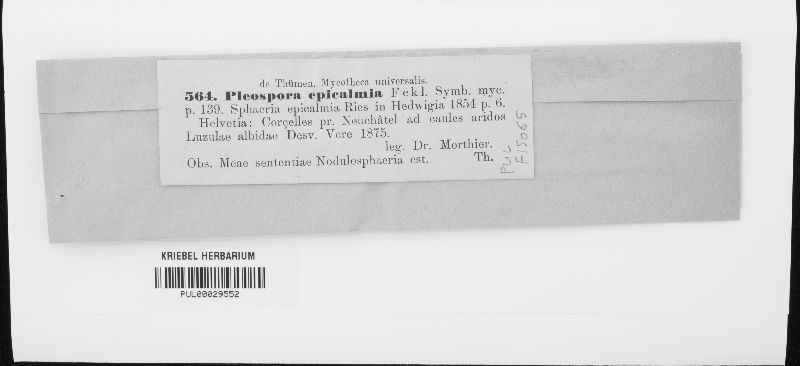 de Thümen, Mycotheca universalis.
564. Pleospora epicalmia Fckl. Symb. myc.
p. 139. Sphaeria epicalmia Ries in Hedwigia 1854 p. 6.
Helvetia: Corçelles pr. Neuchâtel ad caules aridos
Luzulae albidae Desv. Vere 1875.
leg. Dr. Morthier.
Obs. Meae sententiae Nodulosphaeria est. Th.
PUL
F15065
KRIEBEL HERBARIUM
PUL00029552